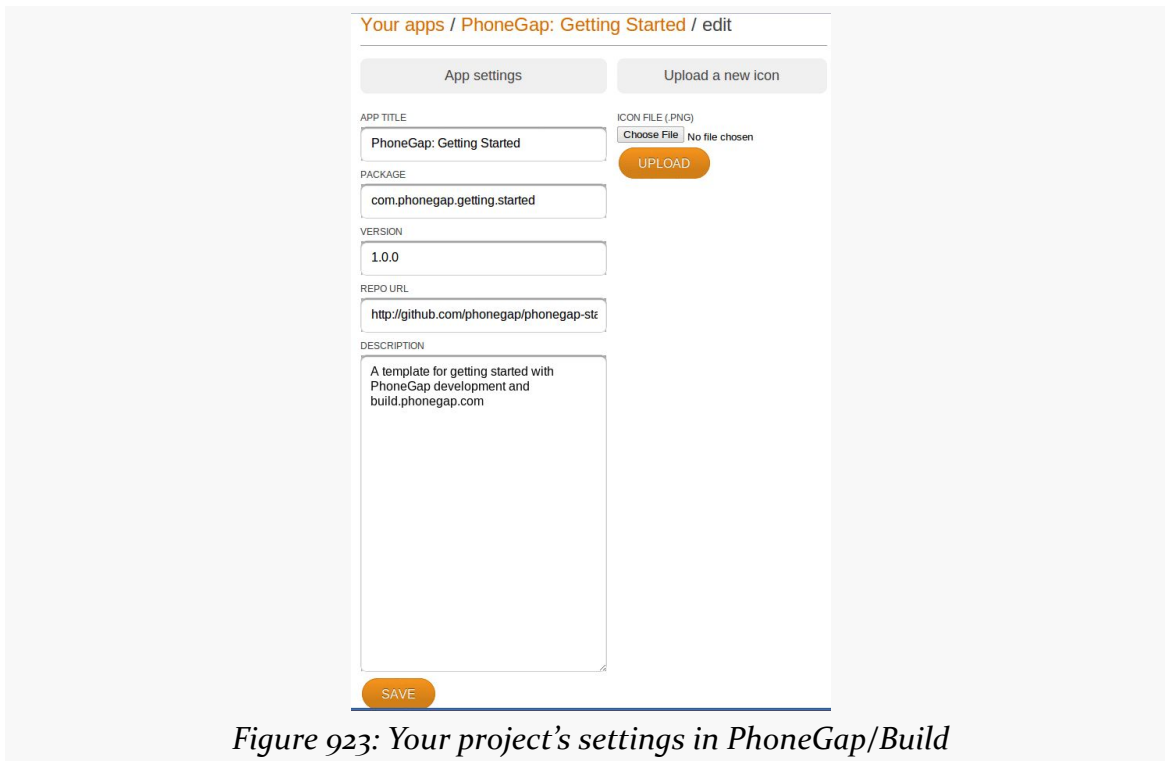 Your apps / PhoneGap: Getting Started / edit
App settings
Upload a new icon
APP TITLE
PhoneGap: Getting Started
PACKAGE
com.phonegap.getting.started
VERSION
1.0.0
REPO URL
http://github.com/phonegap/phonegap-sta
DESCRIPTION
A template for getting started with
PhoneGap development and
build.phonegap.com
SAVE
ICON FILE (.PNG)
Choose File No file chosen
UPLOAD
Figure 923: Your project's settings in PhoneGap/Build